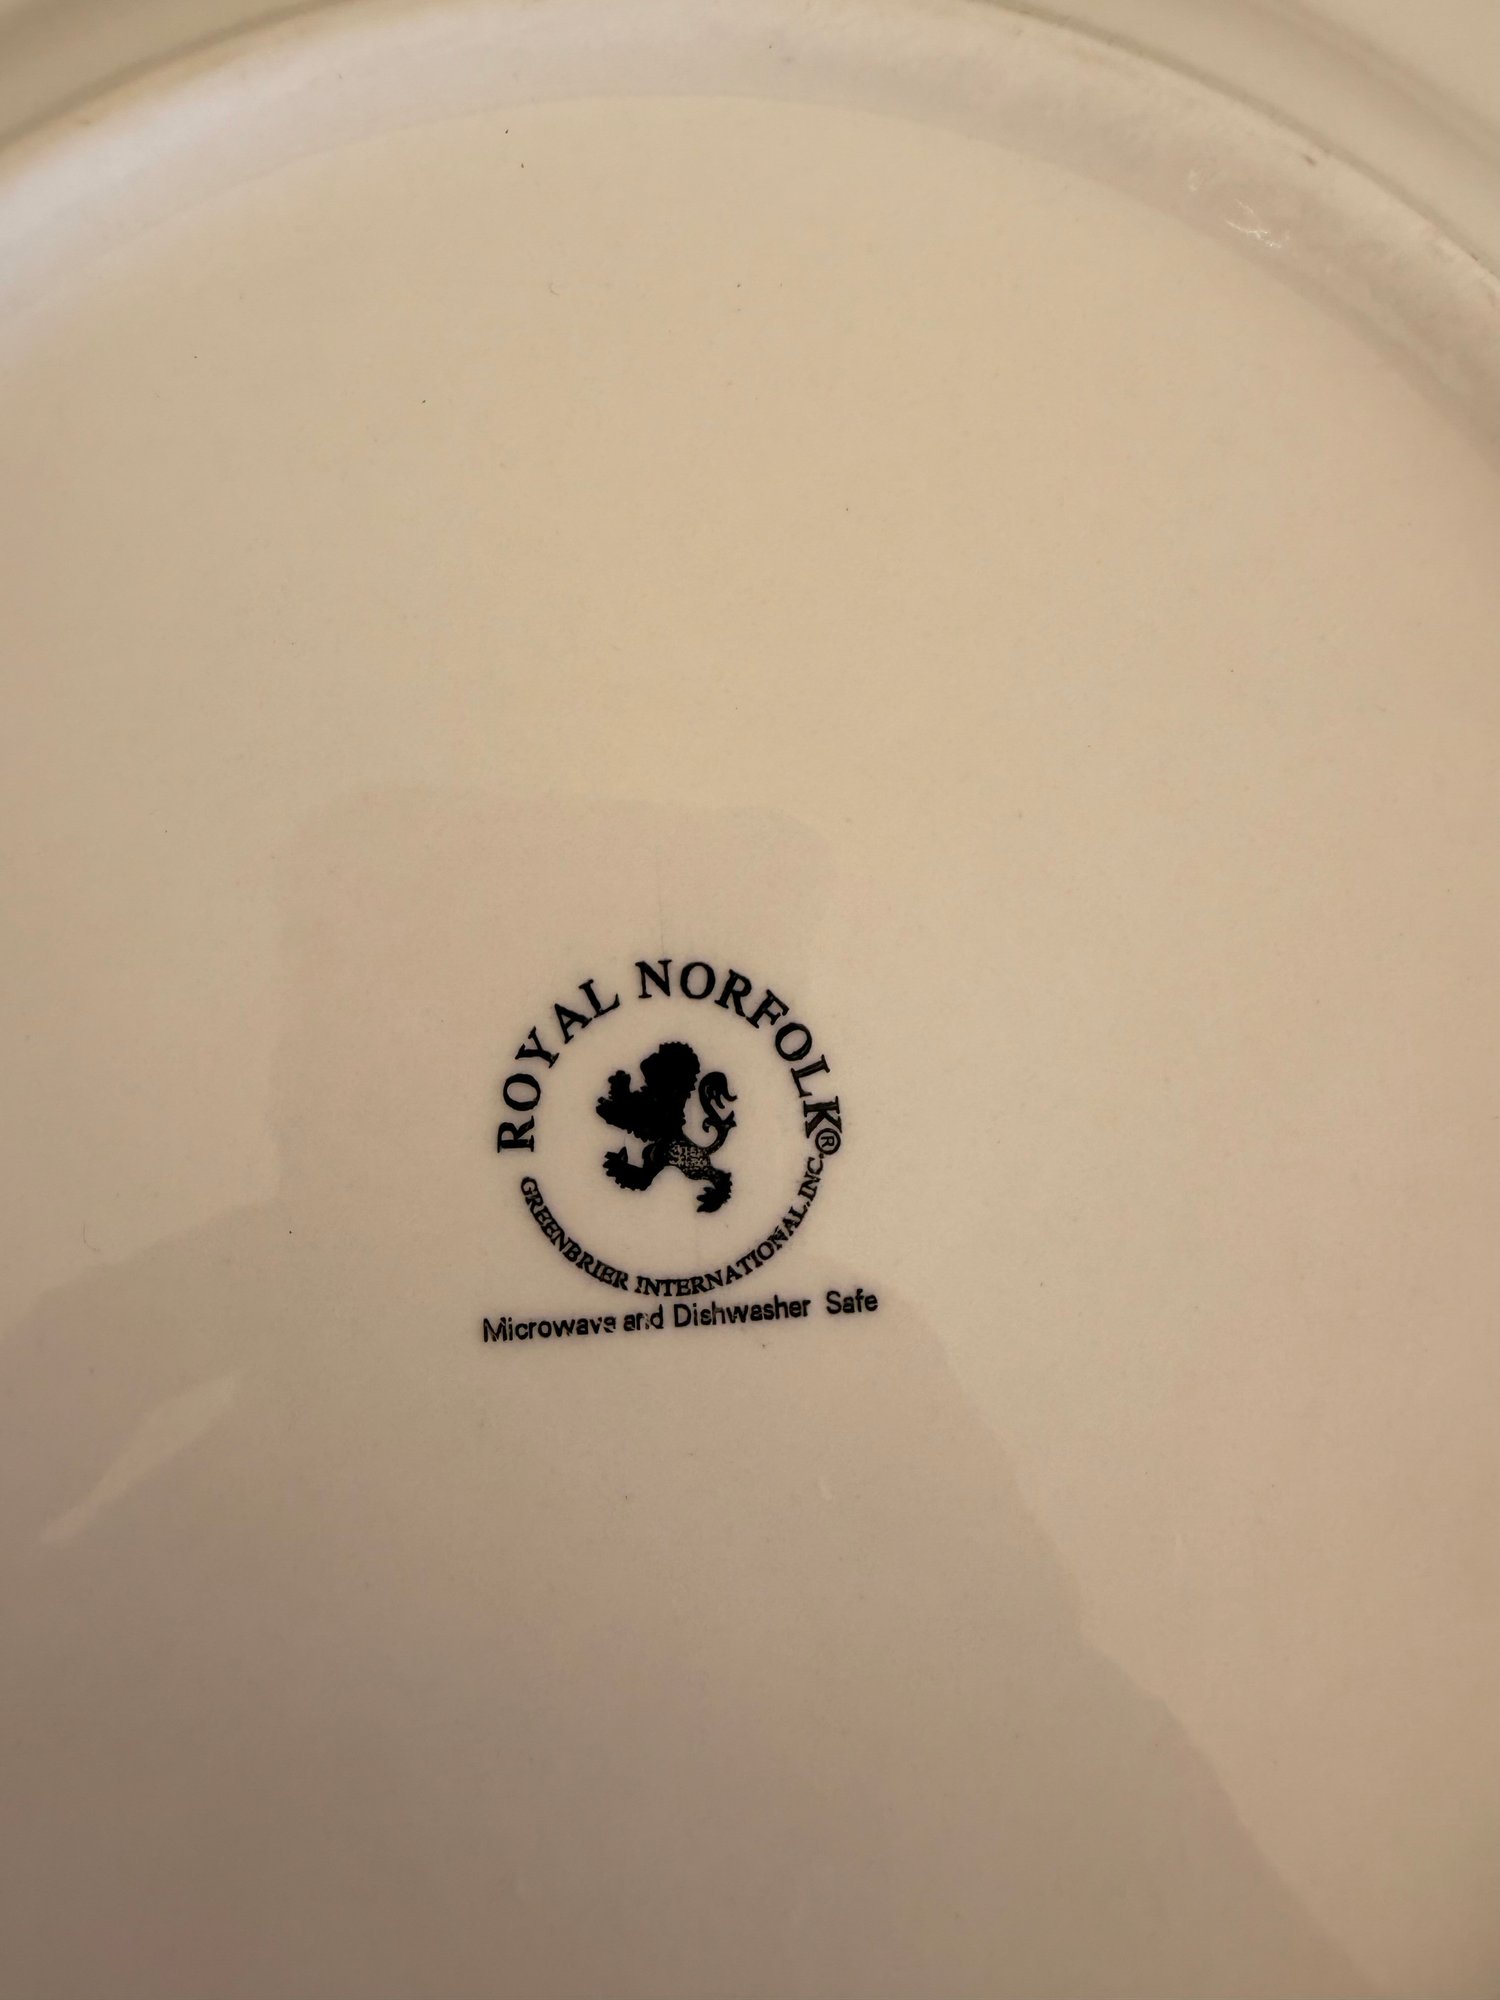 ROYAL NORFOLK®
GREENBRIER INTERNATIONAL, INC.
Microwave and Dishwasher Safe